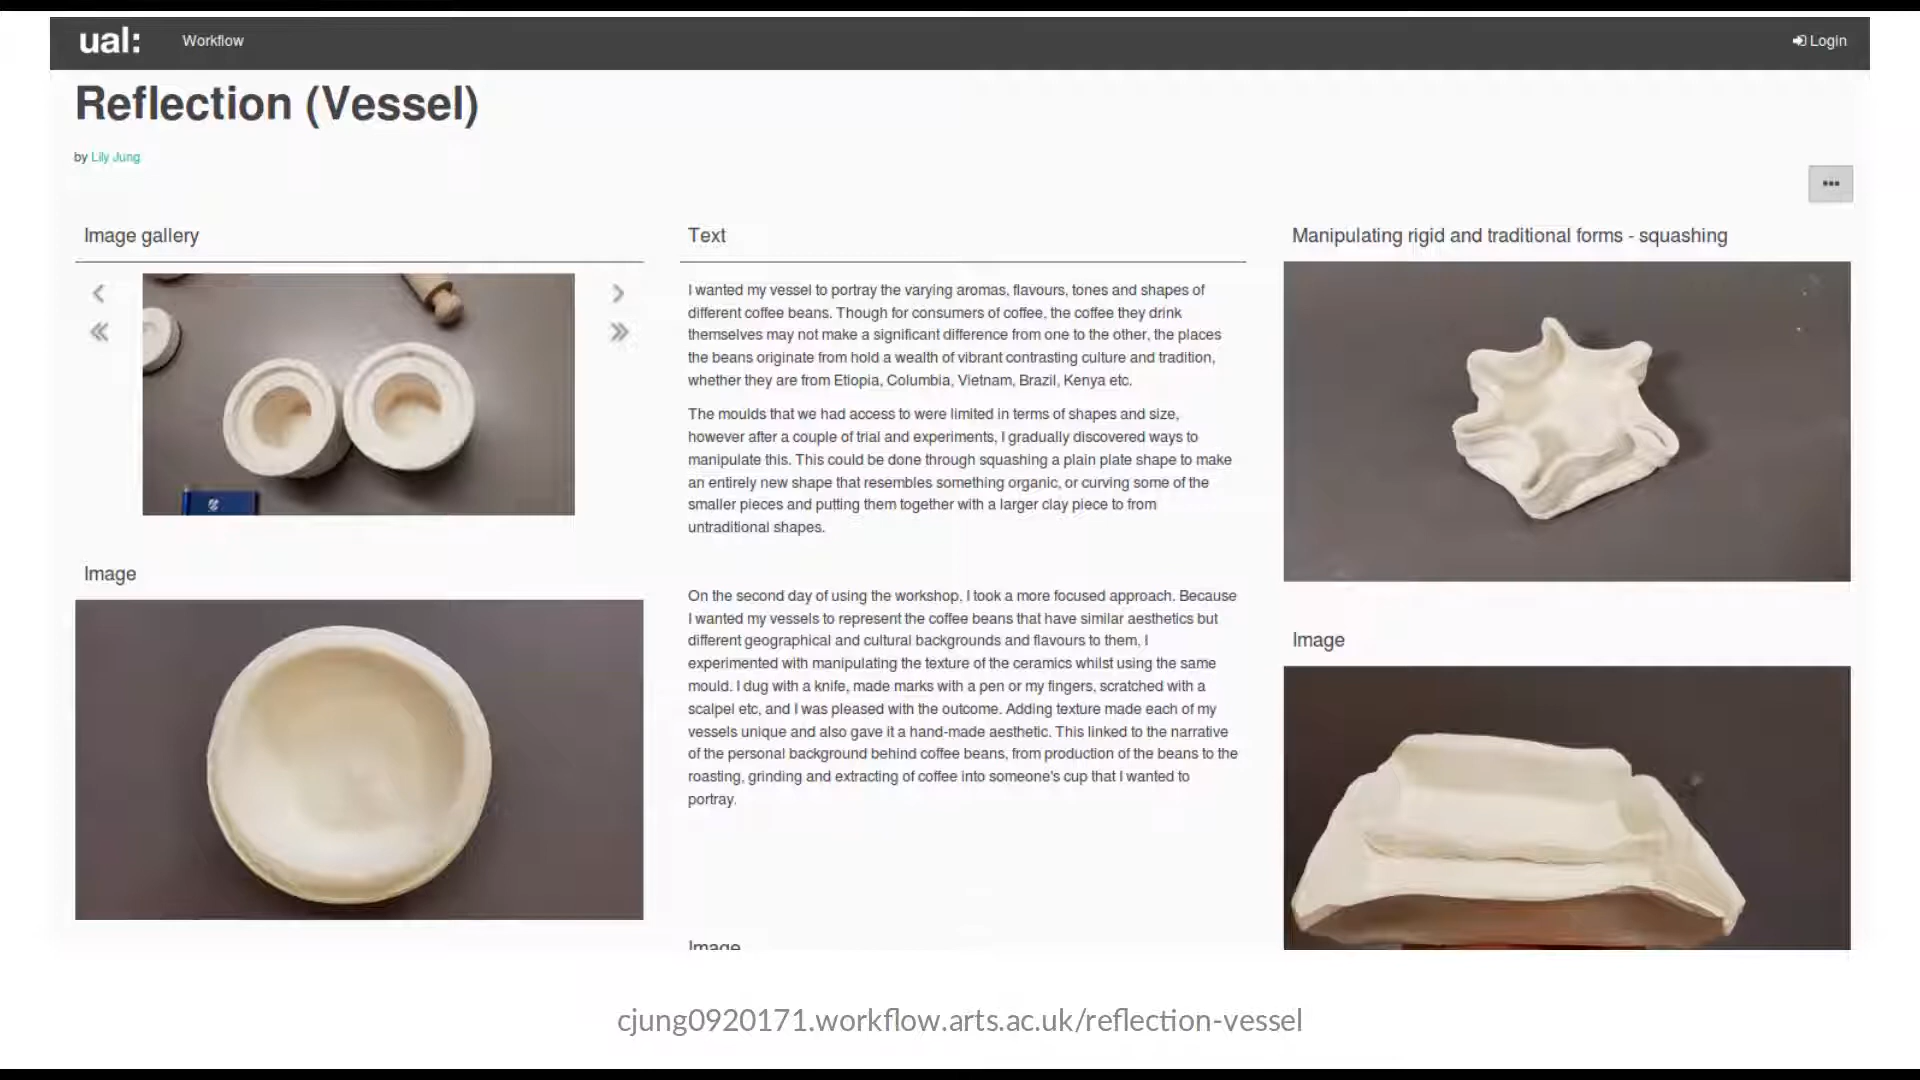 ual:
Workflow
Login
Reflection (Vessel)
by Lily Jung
Image gallery
Image
Text
I wanted my vessel to portray the varying aromas, flavours, tones and shapes of
different coffee beans. Though for consumers of coffee, the coffee they drink
themselves may not make a significant difference from one to the other, the places
the beans originate from hold a wealth of vibrant contrasting culture and tradition,
whether they are from Etiopia, Columbia, Vietnam, Brazil, Kenya etc.
The moulds that we had access to were limited in terms of shapes and size,
however after a couple of trial and experiments, I gradually discovered ways to
manipulate this. This could be done through squashing a plain plate shape to make
an entirely new shape that resembles something organic, or curving some of the
smaller pieces and putting them together with a larger clay piece to from
untraditional shapes.
On the second day of using the workshop, I took a more focused approach. Because
I wanted my vessels to represent the coffee beans that have similar aesthetics but
different geographical and cultural backgrounds and flavours to them, I
experimented with manipulating the texture of the ceramics whilst using the same
mould. I dug with a knife, made marks with a pen or my fingers, scratched with a
scalpel etc, and I was pleased with the outcome. Adding texture made each of my
vessels unique and also gave it a hand-made aesthetic. This linked to the narrative
of the personal background behind coffee beans, from production of the beans to the
roasting, grinding and extracting of coffee into someone's cup that I wanted to
portray.
Image
Manipulating rigid and traditional forms - squashing
Image
cjung0920171.workflow.arts.ac.uk/reflection-vessel